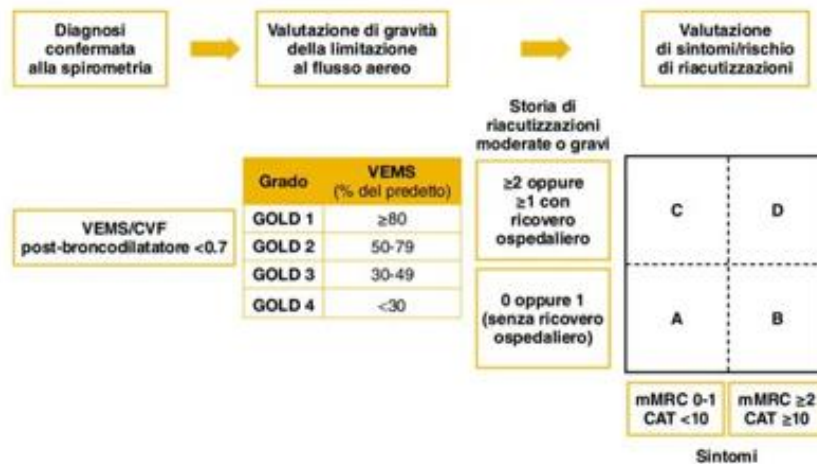 Diagnosi
confermata
alla spirometria
Valutazione di gravità
della limitazione
al flusso aereo
Valutazione
di sintomi/rischio
di riacutizzazioni
VEMS/CVF
post-broncodilatatore <0.7
Grado VEMS
(% del predetto)
GOLD 1 ≥80
GOLD 2 50-79
GOLD 3 30-49
GOLD 4 <30
Storia di
riacutizzazioni
moderate o gravi
≥2 oppure
≥1 con
ricovero
ospedaliero
0 oppure 1
(senza ricovero
ospedaliero)
C D
A B
mMRC 0-1
CAT <10
mMRC ≥2
CAT ≥10
Sintomi